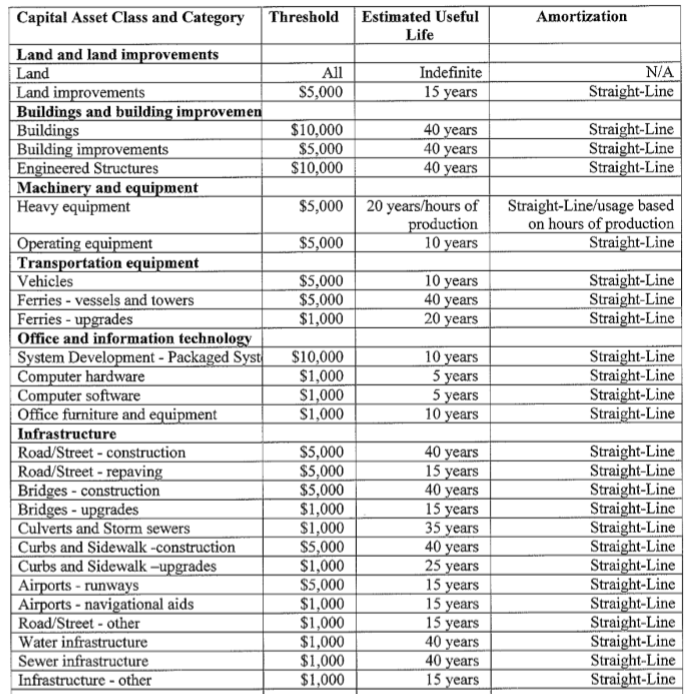 Capital Asset Class and Category Threshold Estimated Useful Life Amortization
Land and land improvements
Land All Indefinite N/A
Land improvements $5,000 15 years Straight-Line
Buildings and building improvemen
Buildings $10,000 40 years Straight-Line
Building improvements $5,000 40 years Straight-Line
Engineered Structures $10,000 40 years Straight-Line
Machinery and equipment
Heavy equipment $5,000 20 years/hours of production Straight-Line/usage based on hours of production
Operating equipment $5,000 10 years Straight-Line
Transportation equipment
Vehicles $5,000 10 years Straight-Line
Ferries - vessels and towers $5,000 40 years Straight-Line
Ferries - upgrades $1,000 20 years Straight-Line
Office and information technology
System Development - Packaged Syst $10,000 10 years Straight-Line
Computer hardware $1,000 5 years Straight-Line
Computer software $1,000 5 years Straight-Line
Office furniture and equipment $1,000 10 years Straight-Line
Infrastructure
Road/Street - construction $5,000 40 years Straight-Line
Road/Street - repaving $5,000 15 years Straight-Line
Bridges - construction $5,000 40 years Straight-Line
Bridges - upgrades $1,000 15 years Straight-Line
Culverts and Storm sewers $1,000 35 years Straight-Line
Curbs and Sidewalk -construction $5,000 40 years Straight-Line
Curbs and Sidewalk –upgrades $1,000 25 years Straight-Line
Airports - runways $5,000 15 years Straight-Line
Airports - navigational aids $1,000 15 years Straight-Line
Road/Street - other $1,000 15 years Straight-Line
Water infrastructure $1,000 40 years Straight-Line
Sewer infrastructure $1,000 40 years Straight-Line
Infrastructure - other $1,000 15 years Straight-Line